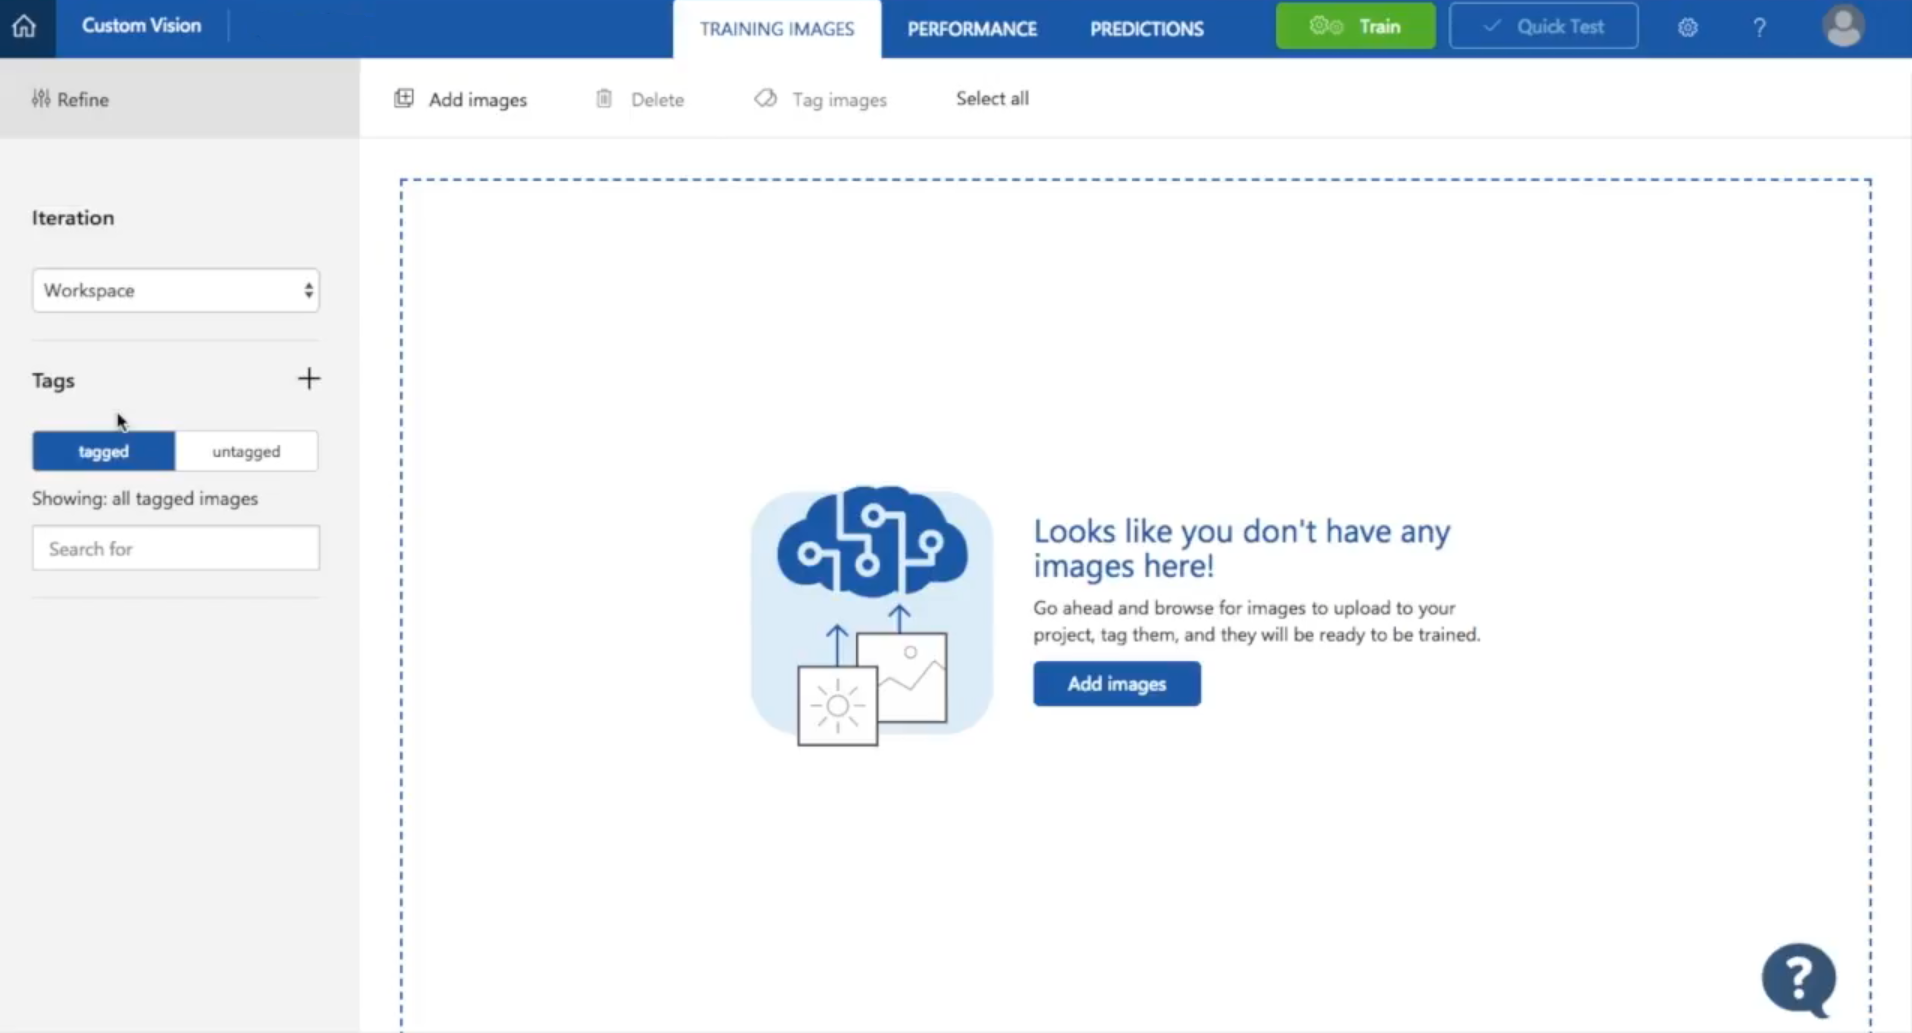 Custom Vision
TRAINING IMAGES
PERFORMANCE
PREDICTIONS
Train
Quick Test
?
Refine
Add images
Delete
Tag images
Select all
Iteration
Workspace
Tags
tagged
untagged
Showing: all tagged images
Search for
Looks like you don't have any
images here!
Go ahead and browse for images to upload to your
project, tag them, and they will be ready to be trained.
Add images
?